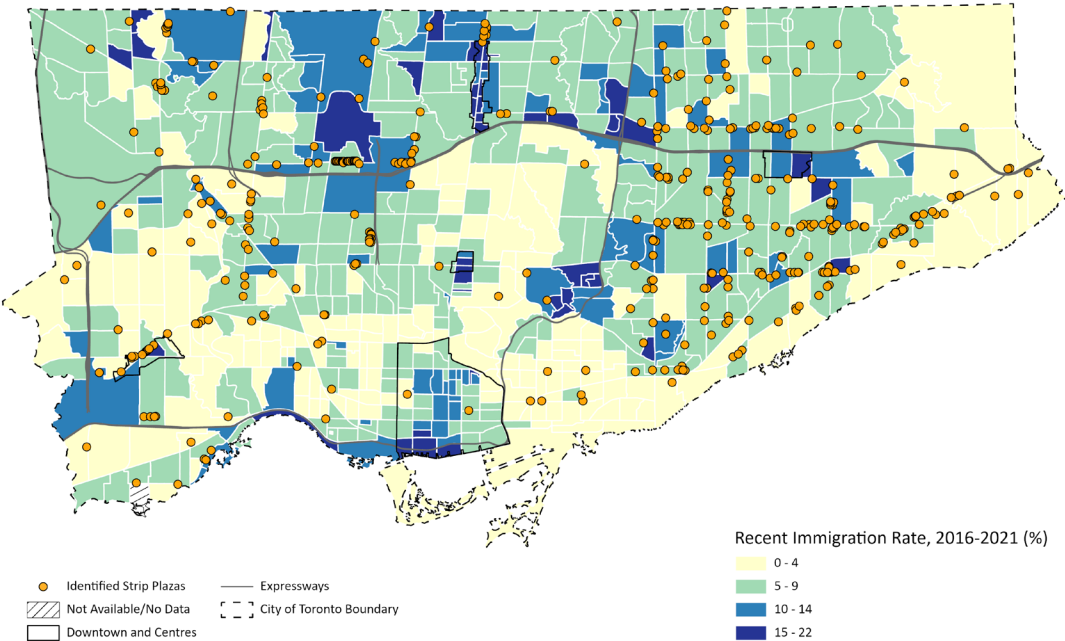 Recent Immigration Rate, 2016-2021 (%)
0 - 4
5 - 9
10 - 14
15 - 22
Identified Strip Plazas
Expressways
Not Available/No Data
City of Toronto Boundary
Downtown and Centres